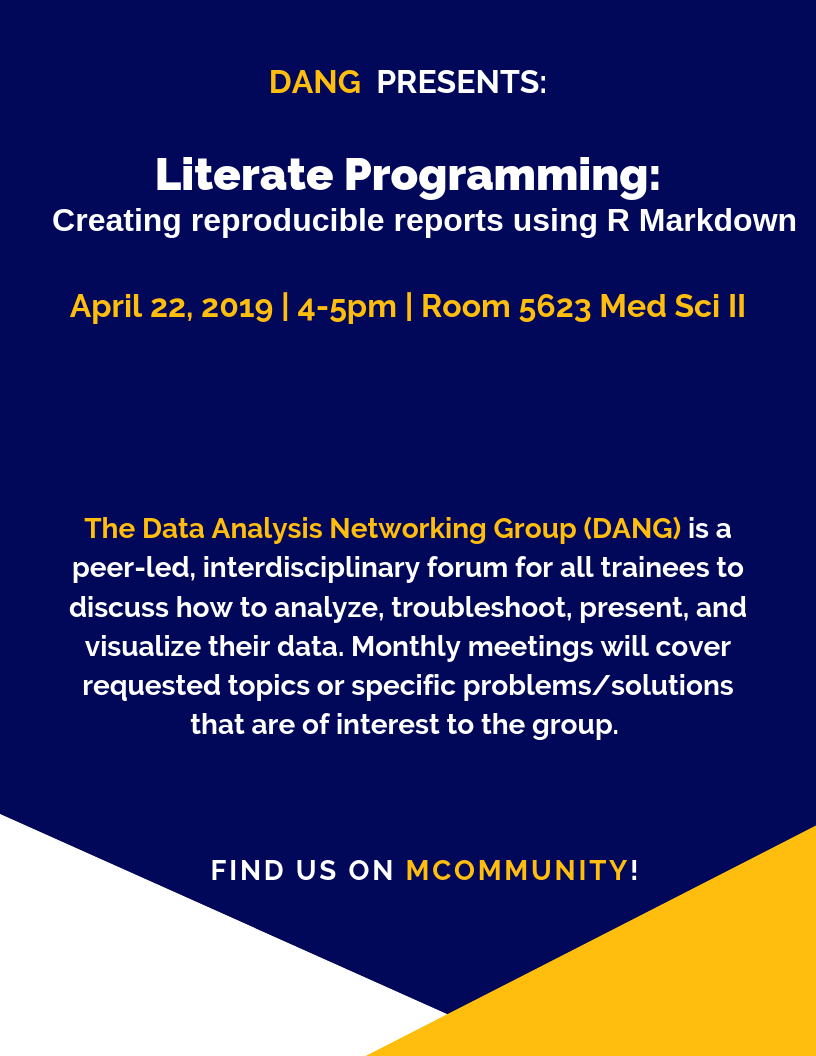 DANG PRESENTS:
Literate Programming:
Creating reproducible reports using R Markdown
April 22, 2019 | 4-5pm | Room 5623 Med Sci II
The Data Analysis Networking Group (DANG) is a
peer-led, interdisciplinary forum for all trainees to
discuss how to analyze, troubleshoot, present, and
visualize their data. Monthly meetings will cover
requested topics or specific problems/solutions
that are of interest to the group.
FIND US ON MCOMMUNITY!